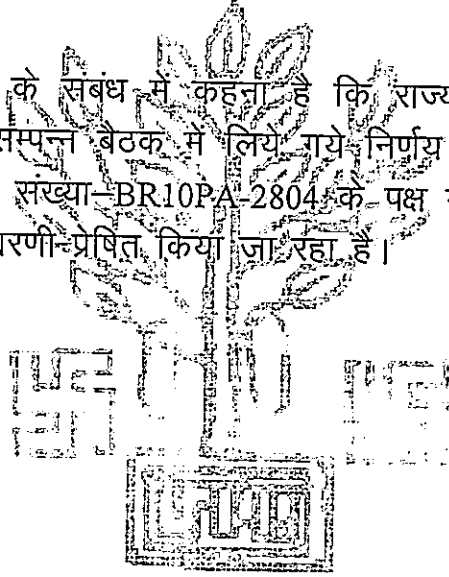 के संबंध में कहना है कि राज्य
सम्पन्न बैठक में लिये गये निर्णय
संख्या-BR10PA-2804 के पक्ष
रणी प्रेषित किया जा रहा है।